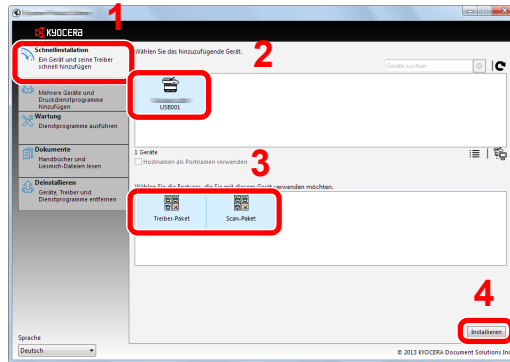 1
KYOCERA
Schnellinstallation
Ein Gerät und seine Treiber
schnell hinzufügen
Mehrere Geräte und
Druckdienstprogramme
hinzufügen
Wartung
Dienstprogramme ausführen
Dokumente
Handbücher und
Liesmich-Dateien lesen
Deinstallieren
Geräte, Treiber und
Dienstprogramme entfernen
Sprache
Deutsch
Wählen Sie das hinzuzufügende Gerät.
2
Geräte suchen
USB001
1 Geräte
Hostnamen als Portnamen verwenden
3
Wählen Sie die Features, die Sie mit diesem Gerät verwenden möchten.
Treiber-Paket
Scan-Paket
4
Installieren
© 2013 KYOCERA Document Solutions Inc.